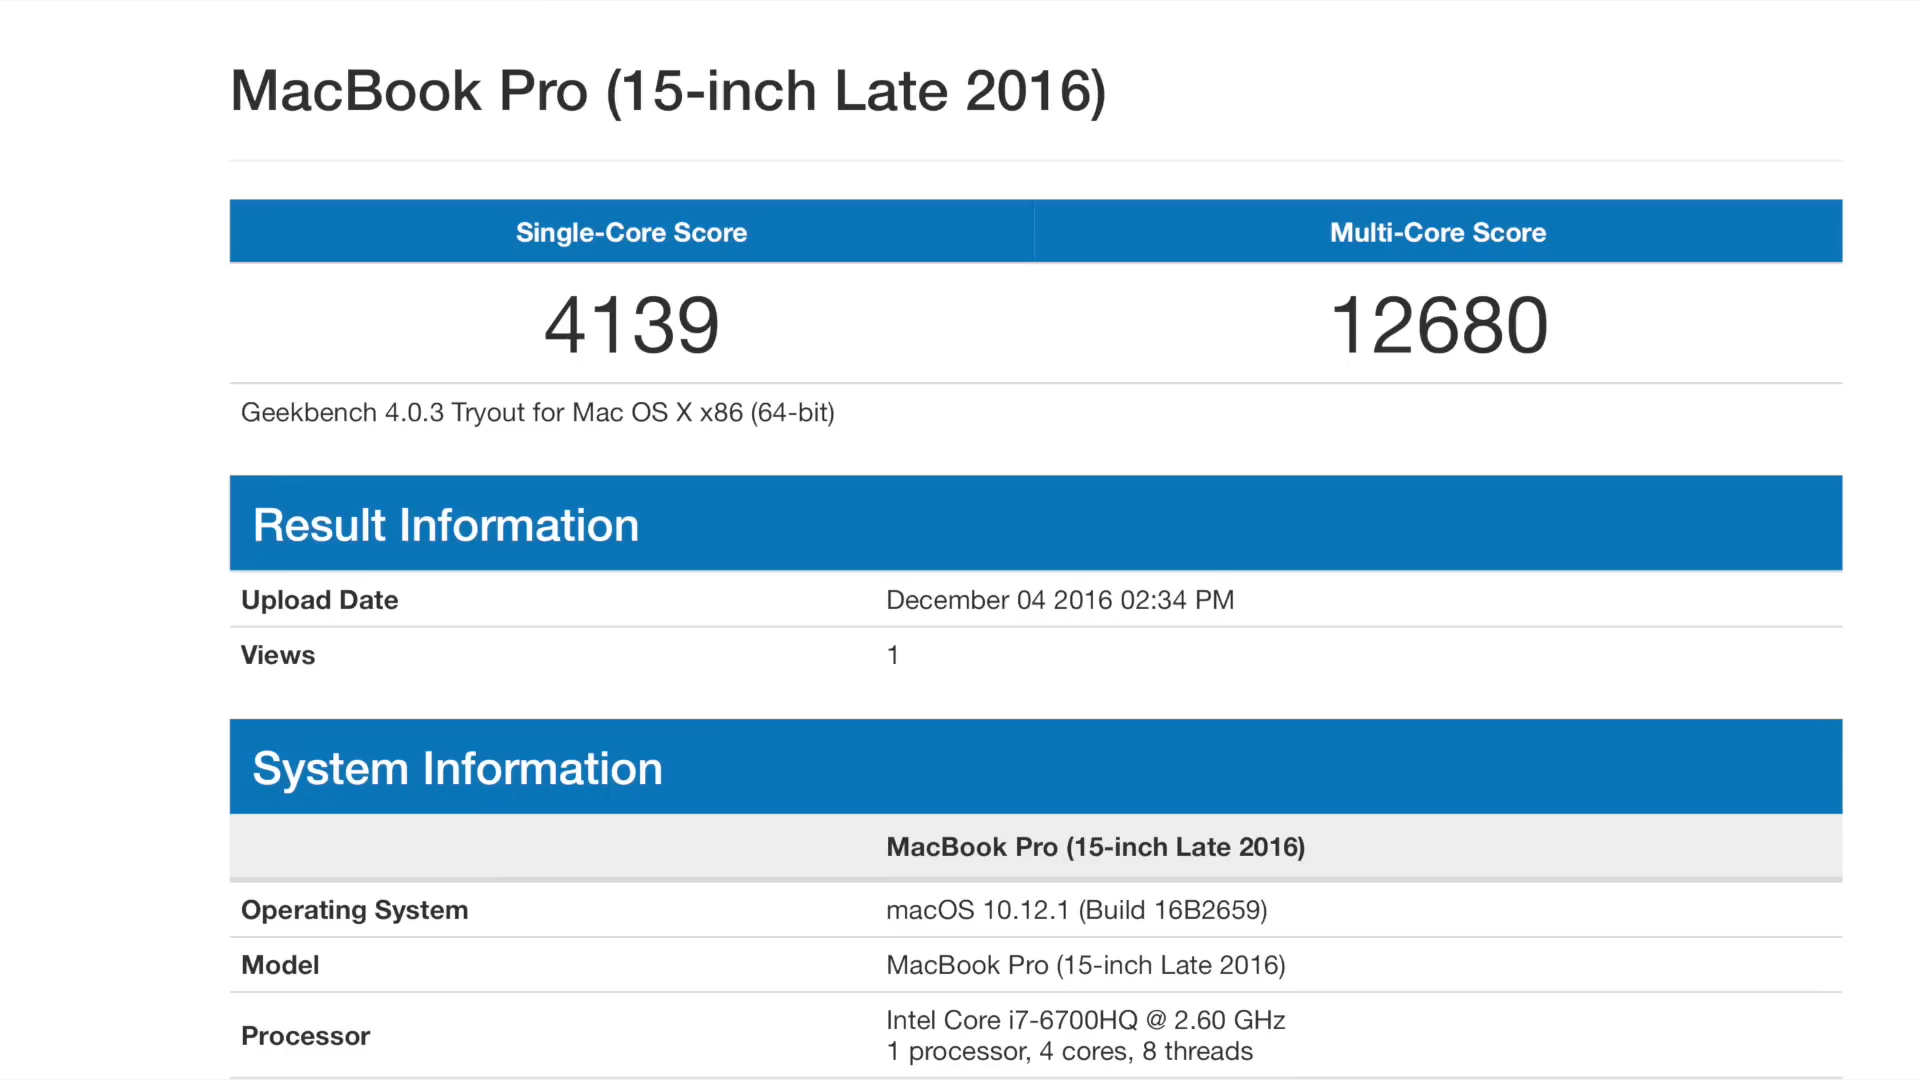 MacBook Pro (15-inch Late 2016)
Single-Core Score Multi-Core Score
4139 12680
Geekbench 4.0.3 Tryout for Mac OS X x86 (64-bit)
Result Information
Upload Date December 04 2016 02:34 PM
Views 1
System Information
MacBook Pro (15-inch Late 2016)
Operating System macOS 10.12.1 (Build 16B2659)
Model MacBook Pro (15-inch Late 2016)
Processor Intel Core i7-6700HQ @ 2.60 GHz
1 processor, 4 cores, 8 threads